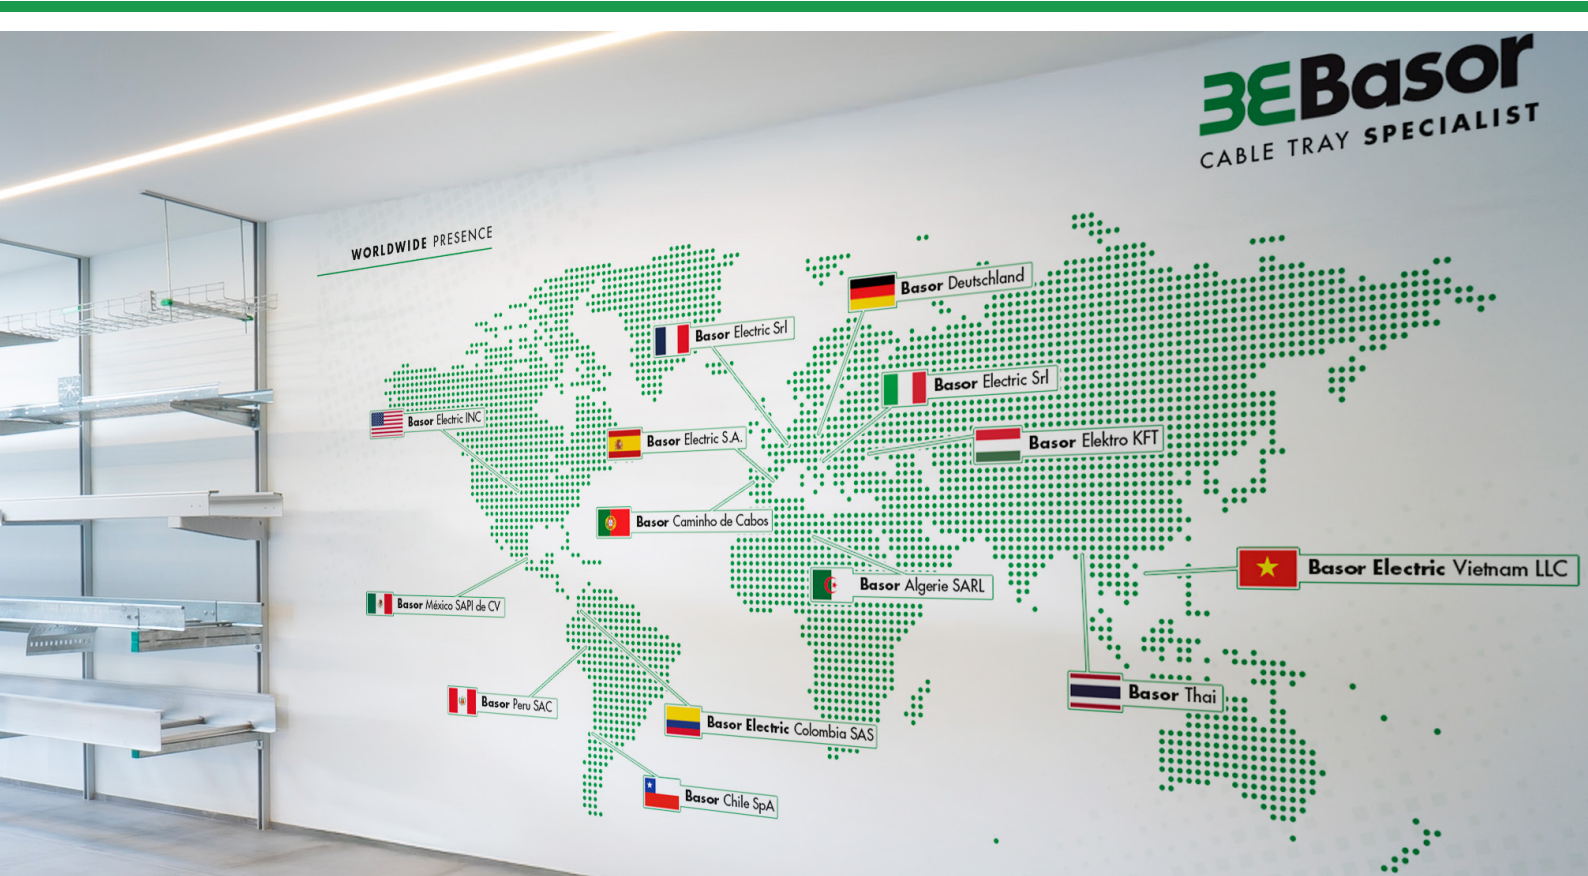 BEBasor
CABLE TRAY SPECIALIST
WORLDWIDE PRESENCE
Basor Deutschland
Basor Electric Srl
Basor Electric Srl
Basor Electric INC
Basor Electric S.A.
Basor Elektro KFT
Basor Caminho de Cabos
Basor Electric Vietnam LLC
Basor Algerie SARL
Basor México SAPI de CV
Basor Thai
Basor Peru SAC
Basor Electric Colombia SAS
Basor Chile SpA